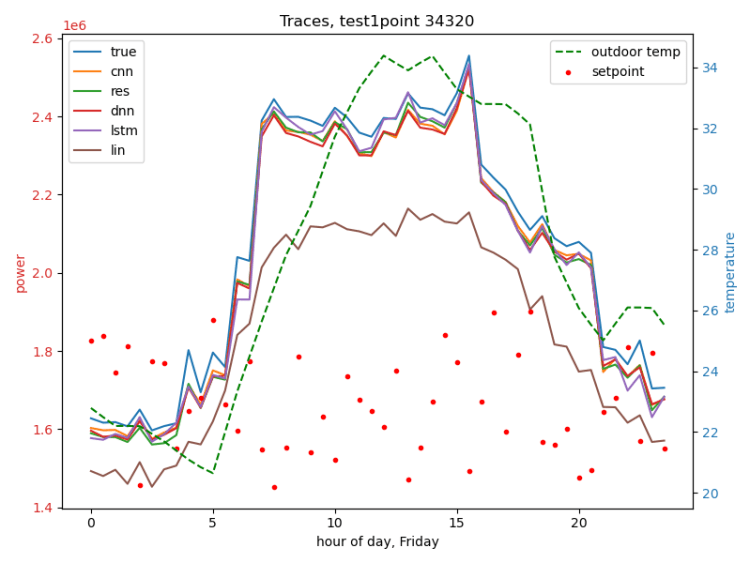 Traces, test1point 34320
1e6
true
cnn
res
dnn
lstm
lin
outdoor temp
setpoint
2.6
2.4
2.2
2.0
1.8
1.6
1.4
power
34
32
30
28
26
24
22
20
temperature
0 5 10 15 20
hour of day, Friday